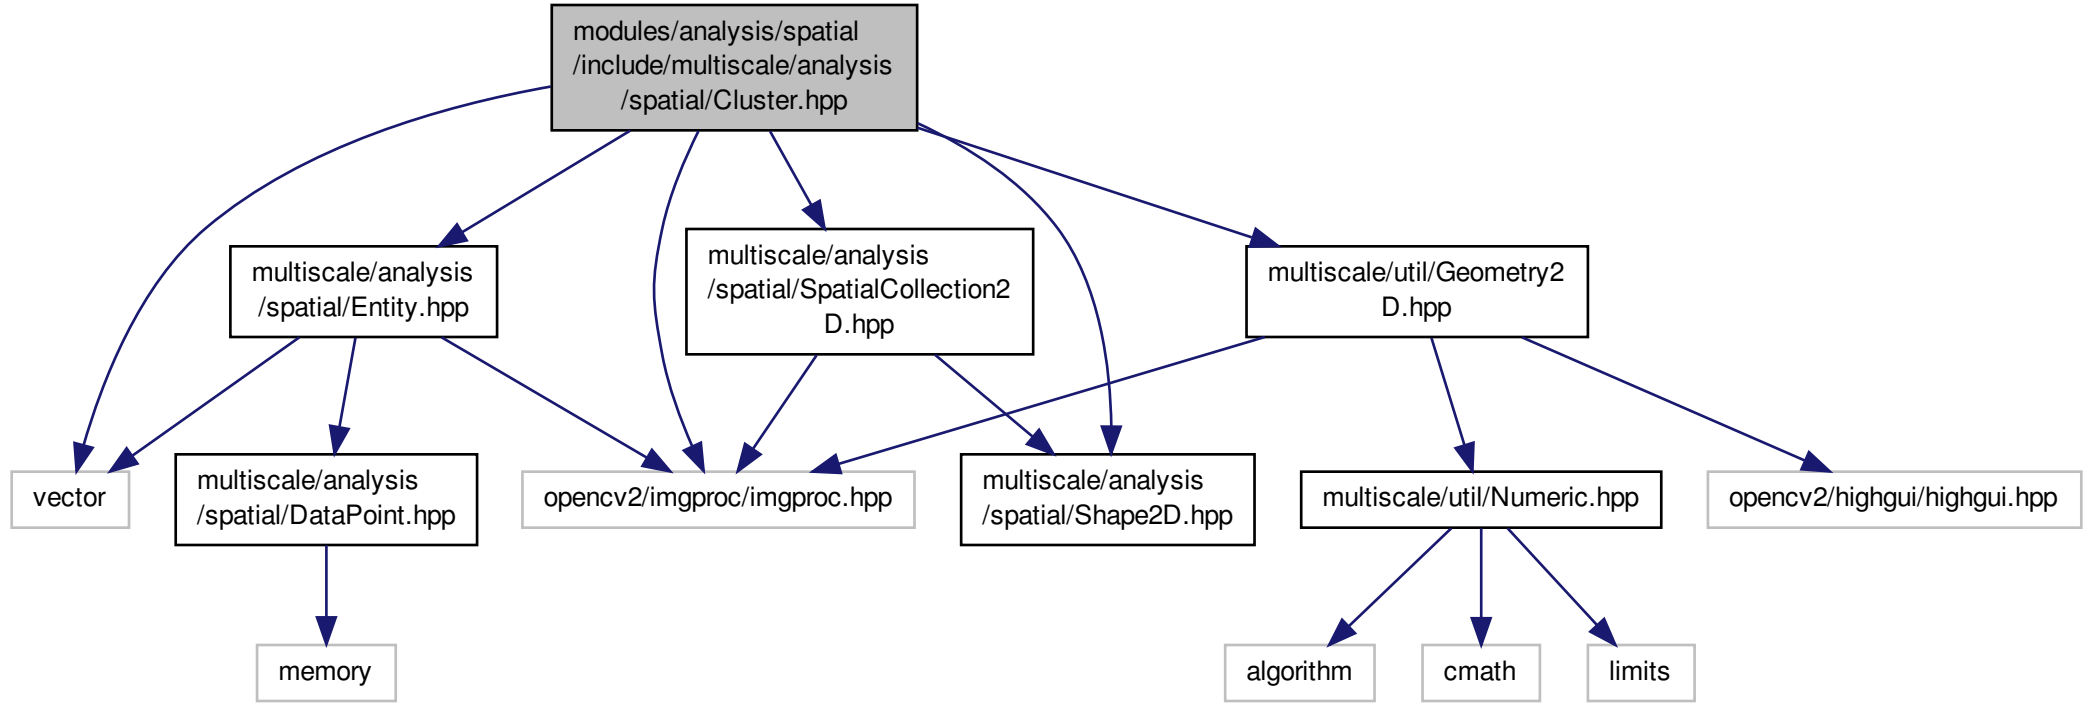 modules/analysis/spatial
/include/multiscale/analysis
/spatial/Cluster.hpp
multiscale/analysis
/spatial/Entity.hpp
multiscale/analysis
/spatial/SpatialCollection2
D.hpp
multiscale/util/Geometry2
D.hpp
vector
multiscale/analysis
/spatial/DataPoint.hpp
opencv2/imgproc/imgproc.hpp
multiscale/analysis
/spatial/Shape2D.hpp
multiscale/util/Numeric.hpp
opencv2/highgui/highgui.hpp
memory
algorithm
cmath
limits